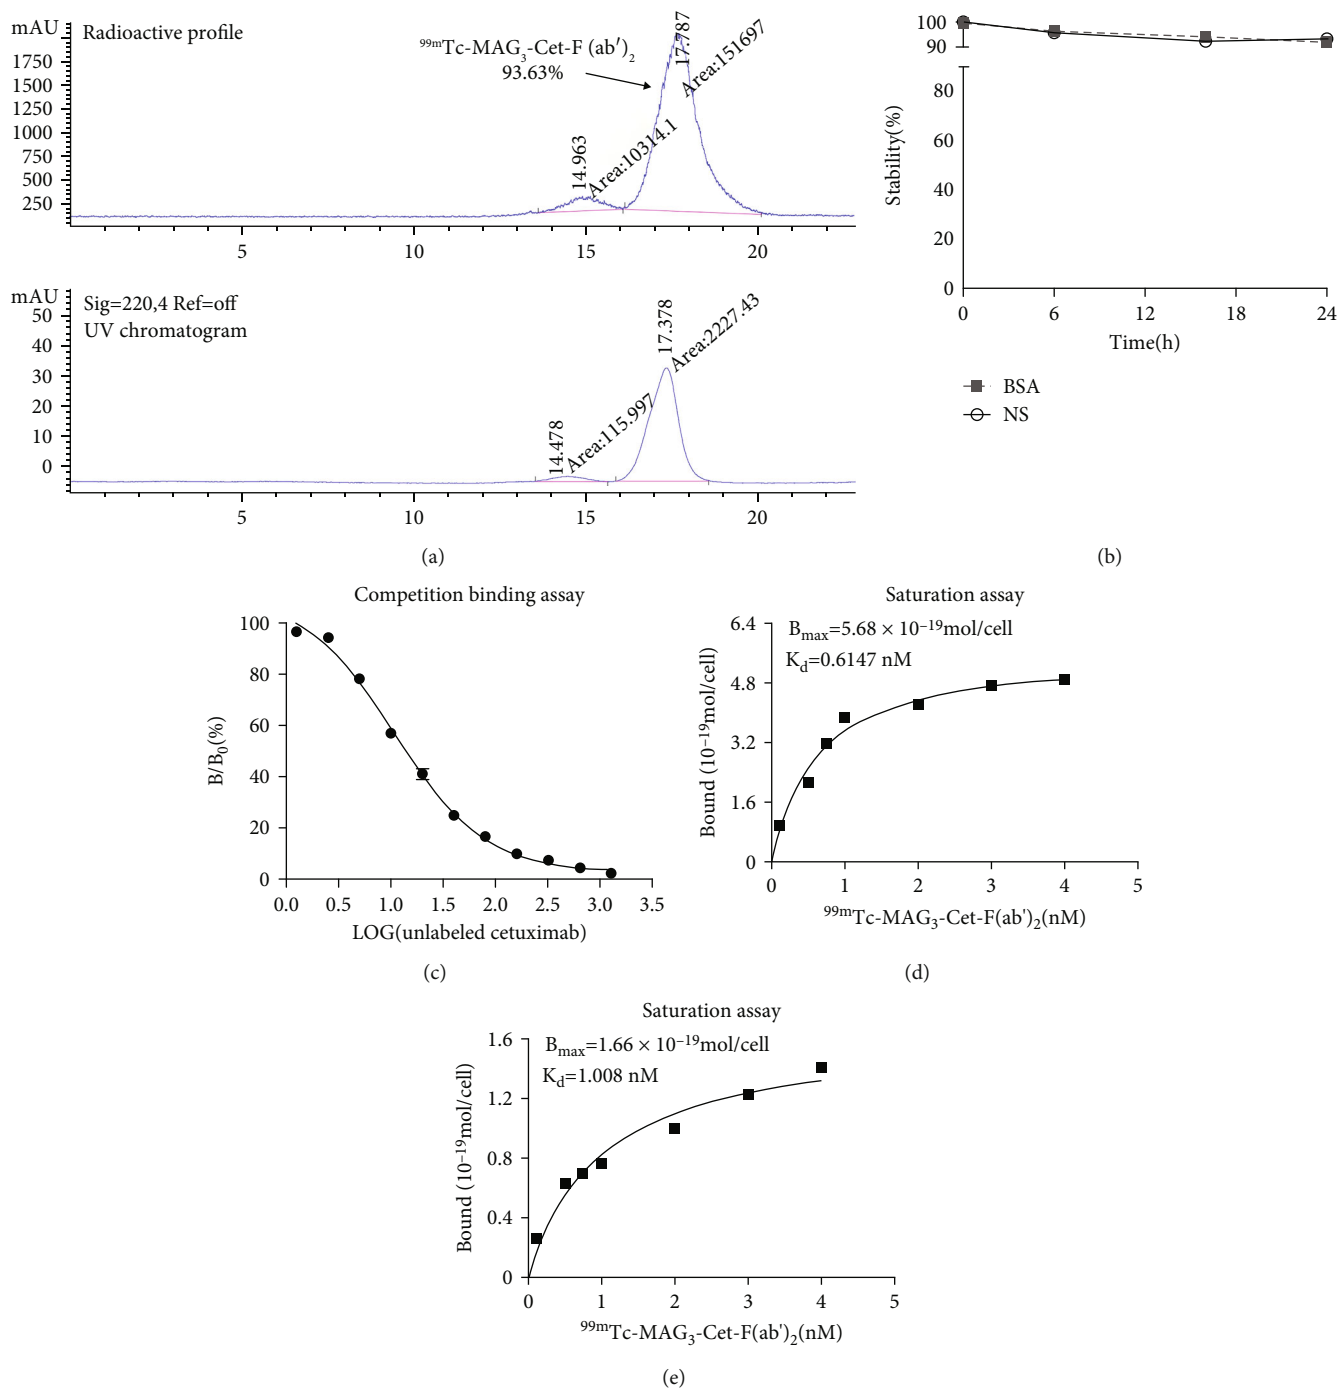 mAU
Radioactive profile
⁹⁹ᵐTc-MAG₃-Cet-F (ab′)₂
93.63%
17.787
Area:151697
14.963
Area:10314.1
1750
1500
1250
1000
750
500
250
5 10 15 20
mAU
Sig=220,4 Ref=off
UV chromatogram
17.378
Area:2227.43
14.478
Area:115.997
50
40
30
20
10
0
5 10 15 20
(a)
100
90
80
60
40
20
0
Stability(%)
0 6 12 18 24
Time(h)
BSA
NS
(b)
Competition binding assay
100
80
60
40
20
0
B/B₀(%)
0.0 0.5 1.0 1.5 2.0 2.5 3.0 3.5
LOG(unlabeled cetuximab)
(c)
Saturation assay
Bₘₐₓ=5.68 × 10⁻¹⁹mol/cell
K_d=0.6147 nM
6.4
4.8
3.2
1.6
0
Bound (10⁻¹⁹mol/cell)
0 1 2 3 4 5
⁹⁹ᵐTc-MAG₃-Cet-F(ab')₂(nM)
(d)
Saturation assay
Bₘₐₓ=1.66 × 10⁻¹⁹mol/cell
K_d=1.008 nM
1.6
1.2
0.8
0.4
0
Bound (10⁻¹⁹mol/cell)
0 1 2 3 4 5
⁹⁹ᵐTc-MAG₃-Cet-F(ab')₂(nM)
(e)